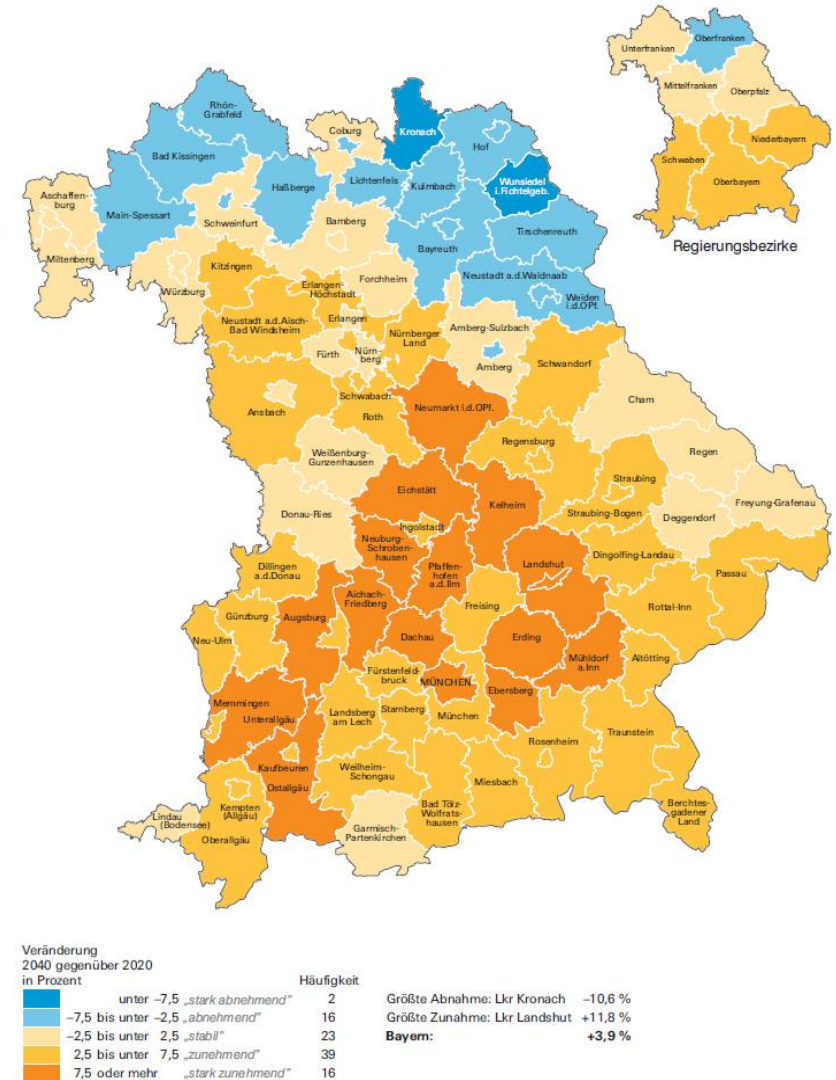 Oberfranken
Unterfranken
Mittelfranken
Oberpfalz
Niederbayern
Schwaben
Oberbayern
Regierungsbezirke
Rhön-
Grabfeld
Coburg
Kronach
Hof
Bad Kissingen
Lichtenfels
Kulmbach
Wunsiedel
i.Fichtelgeb.
Haßberge
Aschaffen-
burg
Main-Spessart
Schweinfurt
Bamberg
Bayreuth
Tirschenreuth
Miltenberg
Kitzingen
Forchheim
Neustadt a.d.Waldnaab
Würzburg
Erlangen-
Höchstadt
Weiden
i.d.OPf.
Neustadt a.d.Aisch-
Bad Windsheim
Erlangen
Nürnberger
Land
Amberg-Sulzbach
Fürth
Nürn-
berg
Amberg
Schwandorf
Ansbach
Schwabach
Roth
Neumarkt i.d.OPf.
Cham
Weißenburg-
Gunzenhausen
Regensburg
Regen
Eichstätt
Straubing
Kelheim
Freyung-Grafenau
Donau-Ries
Straubing-Bogen
Deggendorf
Ingolstadt
Neuburg-
Schroben-
hausen
Dingolfing-Landau
Dillingen
a.d.Donau
Pfaffen-
hofen
a.d.Ilm
Landshut
Passau
Aichach-
Friedberg
Günzburg
Augsburg
Freising
Rottal-Inn
Neu-Ulm
Dachau
Erding
Mühldorf
a.Inn
Altötting
Fürstenfeld-
bruck
MÜNCHEN
Ebersberg
Memmingen
Unterallgäu
Landsberg
am Lech
Starnberg
München
Traunstein
Rosenheim
Kaufbeuren
Ostallgäu
Weilheim-
Schongau
Miesbach
Kempten
(Allgäu)
Bad Tölz-
Wolfrats-
hausen
Berchtes-
gadener
Land
Lindau
(Bodensee)
Oberallgäu
Garmisch-
Partenkirchen
Veränderung
2040 gegenüber 2020
in Prozent Häufigkeit
unter –7,5 „stark abnehmend“ 2 Größte Abnahme: Lkr Kronach –10,6 %
–7,5 bis unter –2,5 „abnehmend“ 16 Größte Zunahme: Lkr Landshut +11,8 %
–2,5 bis unter 2,5 „stabil“ 23 Bayern: +3,9 %
2,5 bis unter 7,5 „zunehmend“ 39
7,5 oder mehr „stark zunehmend“ 16